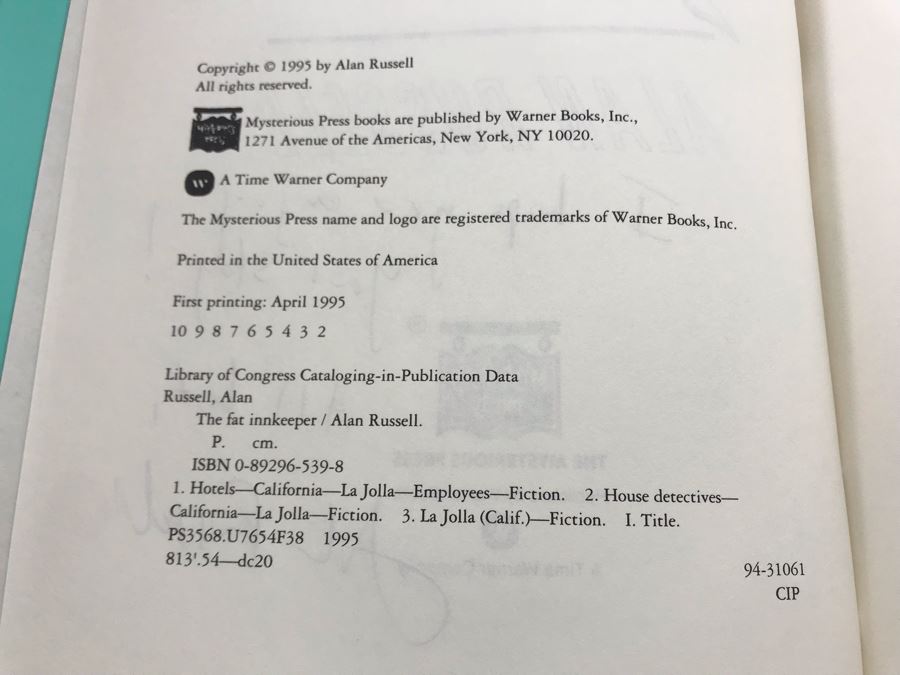 Copyright © 1995 by Alan Russell
All rights reserved.
Mysterious Press books are published by Warner Books, Inc.,
1271 Avenue of the Americas, New York, NY 10020.
A Time Warner Company
The Mysterious Press name and logo are registered trademarks of Warner Books, Inc.
Printed in the United States of America
First printing: April 1995
10 9 8 7 6 5 4 3 2
Library of Congress Cataloging-in-Publication Data
Russell, Alan
The fat innkeeper / Alan Russell.
P. cm.
ISBN 0-89296-539-8
1. Hotels—California—La Jolla—Employees—Fiction. 2. House detectives—
California—La Jolla—Fiction. 3. La Jolla (Calif.)—Fiction. I. Title.
PS3568.U7654F38 1995
813'.54—dc20
94-31061
CIP